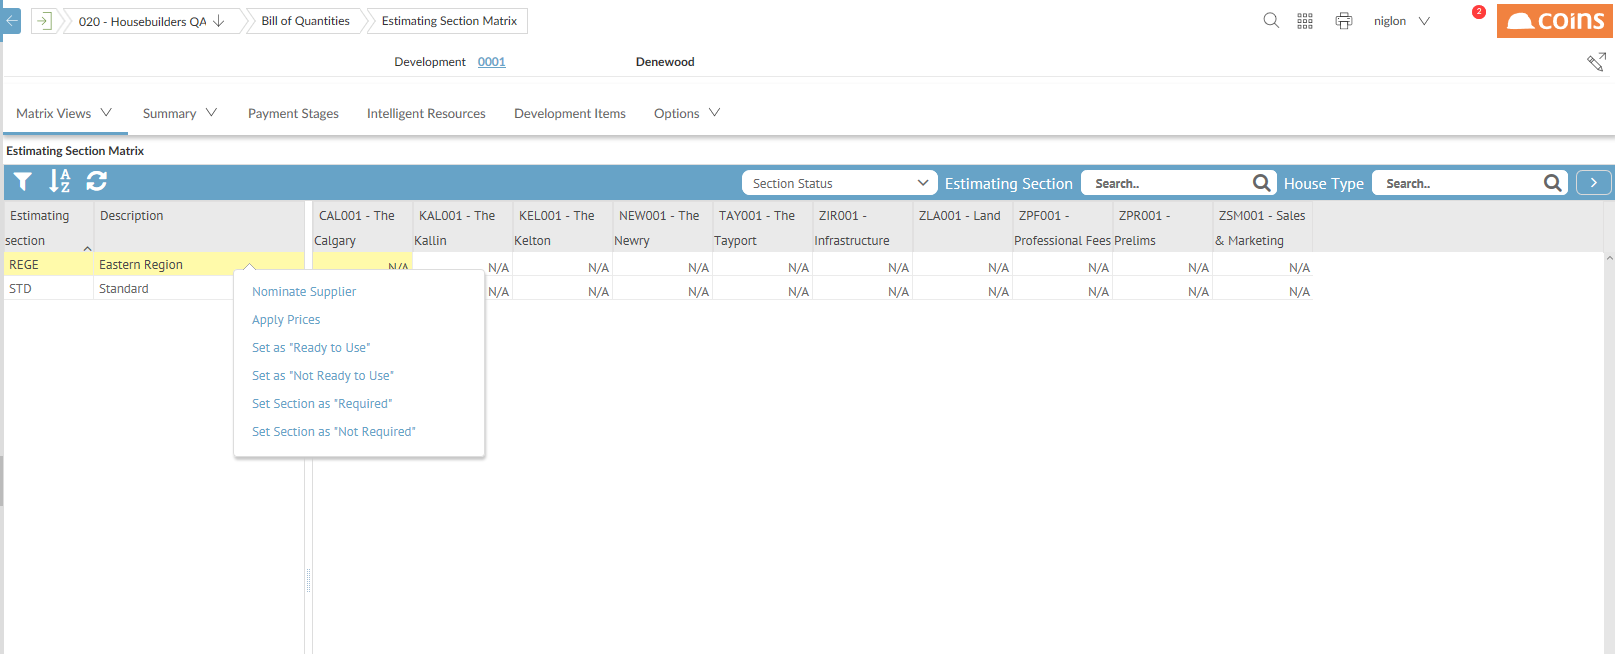 020 - Housebuilders QA
Bill of Quantities
Estimating Section Matrix
niglon
2
coins
Development 0001 Denewood
Matrix Views Summary Payment Stages Intelligent Resources Development Items Options
Estimating Section Matrix
A
Z
Section Status
Estimating Section
Search..
House Type
Search..
Estimating section
Description
CAL001 - The Calgary
KAL001 - The Kallin
KEL001 - The Kelton
NEW001 - The Newry
TAY001 - The Tayport
ZIR001 - Infrastructure
ZLA001 - Land
ZPF001 - Professional Fees
ZPR001 - Prelims
ZSM001 - Sales & Marketing
REGE Eastern Region N/A N/A N/A N/A N/A N/A N/A N/A N/A N/A
STD Standard N/A N/A N/A N/A N/A N/A N/A N/A N/A
Nominate Supplier
Apply Prices
Set as "Ready to Use"
Set as "Not Ready to Use"
Set Section as "Required"
Set Section as "Not Required"